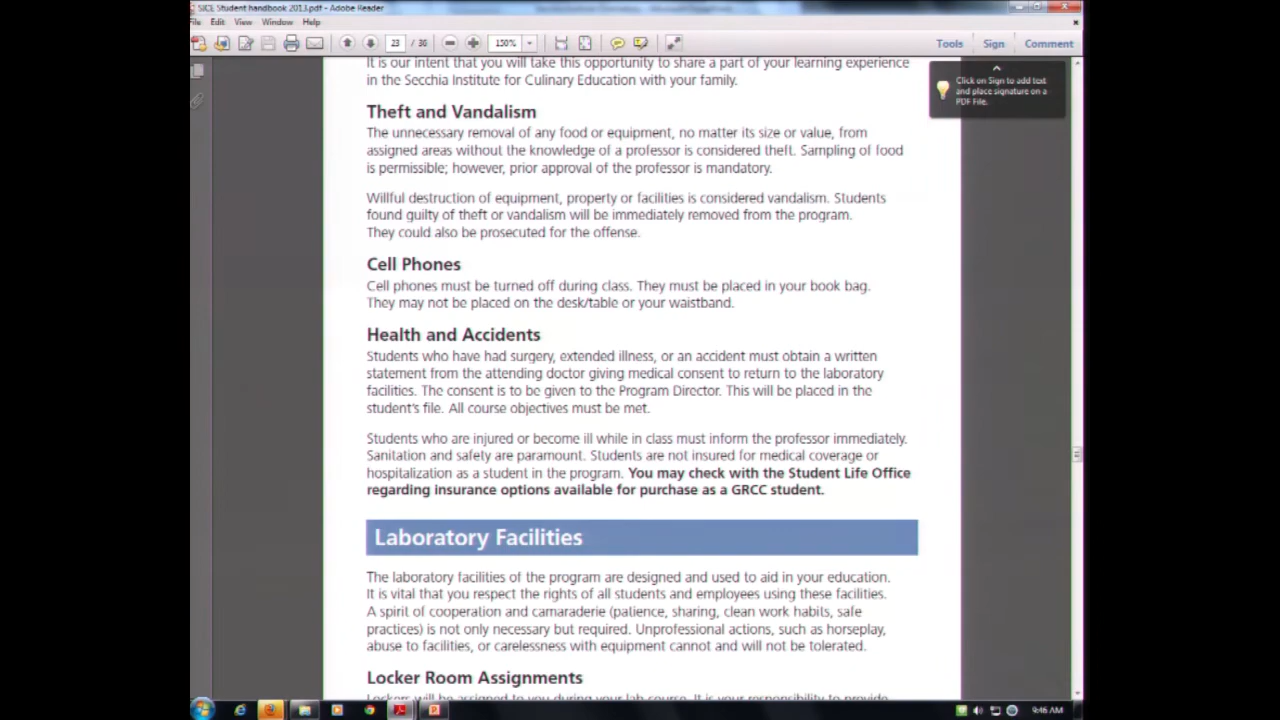 SICE Student handbook 2013.pdf - Adobe Reader
File Edit View Window Help
23 / 36 150% Tools Sign Comment
Click on Sign to add text
and place signature on a
PDF File.
It is our intent that you will take this opportunity to share a part of your learning experience
in the Secchia Institute for Culinary Education with your family.
Theft and Vandalism
The unnecessary removal of any food or equipment, no matter its size or value, from
assigned areas without the knowledge of a professor is considered theft. Sampling of food
is permissible; however, prior approval of the professor is mandatory.
Willful destruction of equipment, property or facilities is considered vandalism. Students
found guilty of theft or vandalism will be immediately removed from the program.
They could also be prosecuted for the offense.
Cell Phones
Cell phones must be turned off during class. They must be placed in your book bag.
They may not be placed on the desk/table or your waistband.
Health and Accidents
Students who have had surgery, extended illness, or an accident must obtain a written
statement from the attending doctor giving medical consent to return to the laboratory
facilities. The consent is to be given to the Program Director. This will be placed in the
student's file. All course objectives must be met.
Students who are injured or become ill while in class must inform the professor immediately.
Sanitation and safety are paramount. Students are not insured for medical coverage or
hospitalization as a student in the program. You may check with the Student Life Office
regarding insurance options available for purchase as a GRCC student.
Laboratory Facilities
The laboratory facilities of the program are designed and used to aid in your education.
It is vital that you respect the rights of all students and employees using these facilities.
A spirit of cooperation and camaraderie (patience, sharing, clean work habits, safe
practices) is not only necessary but required. Unprofessional actions, such as horseplay,
abuse to facilities, or carelessness with equipment cannot and will not be tolerated.
Locker Room Assignments
Lockers will be assigned to you during your lab course. It is your responsibility to provide
9:46 AM